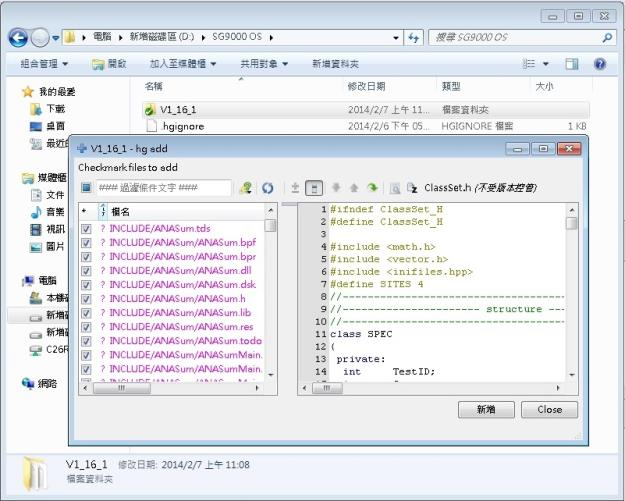 電腦 ▸ 新增磁碟區 (D:) ▸ SG9000 OS ▸
搜尋 SG9000 OS
組合管理 開啟 加入至媒體櫃 共用對象 新增資料夾
我的最愛
下載
桌面
最近的
媒體櫃
文件
音樂
視訊
圖片
電腦
本機磁
新增磁
新增磁
C26R
網路
名稱 修改日期 類型 大小
V1_16_1 2014/2/7 上午 11... 檔案資料夾
.hgignore 2014/2/6 下午 05... HGIGNORE 檔案 1 KB
V1_16_1 - hg add
Checkmark files to add
### 過濾條件文字 ###
ClassSet.h (不受版本控管)
+ 檔名
? INCLUDE/ANASum.tds
? INCLUDE/ANASum/ANASum.bpf
? INCLUDE/ANASum/ANASum.bpr
? INCLUDE/ANASum/ANASum.dll
? INCLUDE/ANASum/ANASum.dsk
? INCLUDE/ANASum/ANASum.h
? INCLUDE/ANASum/ANASum.lib
? INCLUDE/ANASum/ANASum.res
? INCLUDE/ANASum/ANASum.todo
? INCLUDE/ANASum/ANASumMain.
? INCLUDE/ANASum/ANASumMain.
? INCLUDE/ANASum/ANASumMain.
1 #ifndef ClassSet_H
2 #define ClassSet_H
3
4 #include <math.h>
5 #include <vector.h>
6 #include <inifiles.hpp>
7 #define SITES 4
8 //-----------------------------------
9 //---------------------- structure ---
10 //-----------------------------------
11 class SPEC
12 {
13 private:
14 int TestID;
新增 Close
V1_16_1 修改日期: 2014/2/7 上午 11:08
檔案資料夾